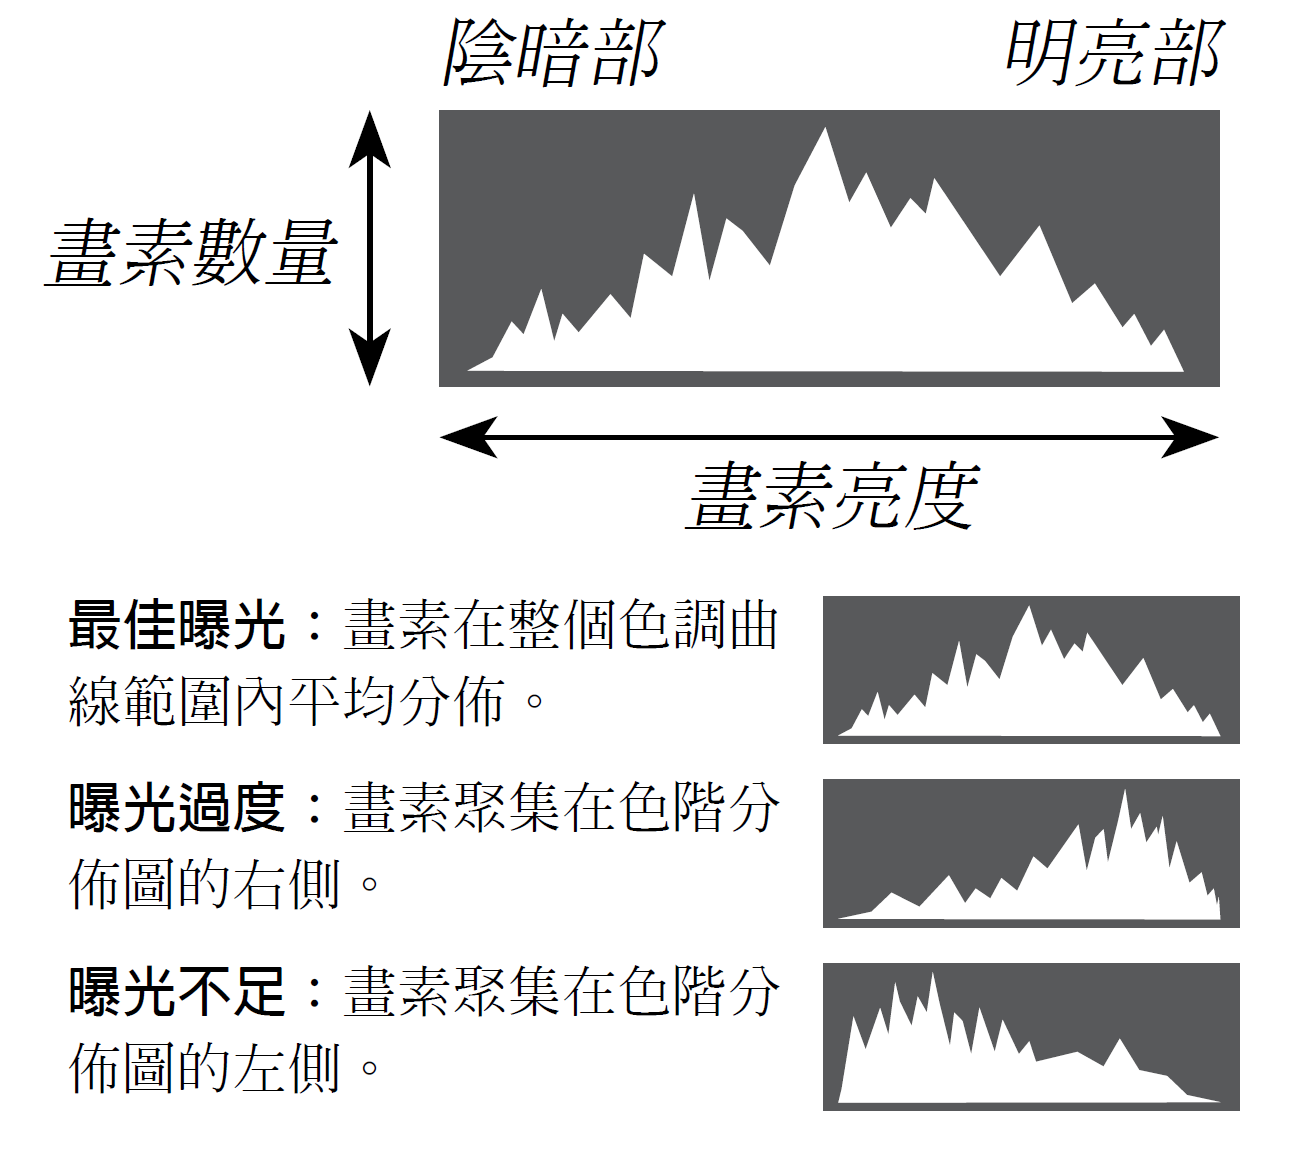 陰暗部 明亮部
畫素數量
畫素亮度
最佳曝光：畫素在整個色調曲
線範圍內平均分佈。
曝光過度：畫素聚集在色階分
佈圖的右側。
曝光不足：畫素聚集在色階分
佈圖的左側。